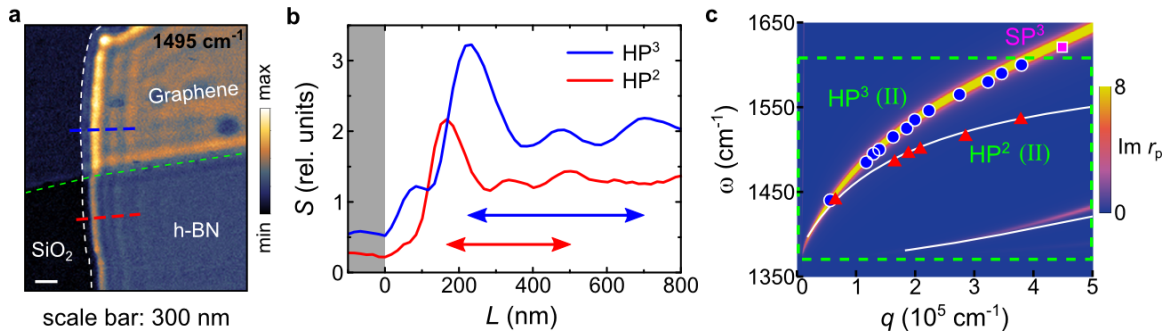 a
1495 cm⁻¹
Graphene
SiO₂
h-BN
max
min
scale bar: 300 nm
b
S (rel. units)
3
2
1
0
HP³
HP²
0 200 400 600 800
L (nm)
c
ω (cm⁻¹)
1650
1550
1450
1350
SP³
HP³ (II)
HP² (II)
0 1 2 3 4 5
q (10⁵ cm⁻¹)
8
Im rₚ
0